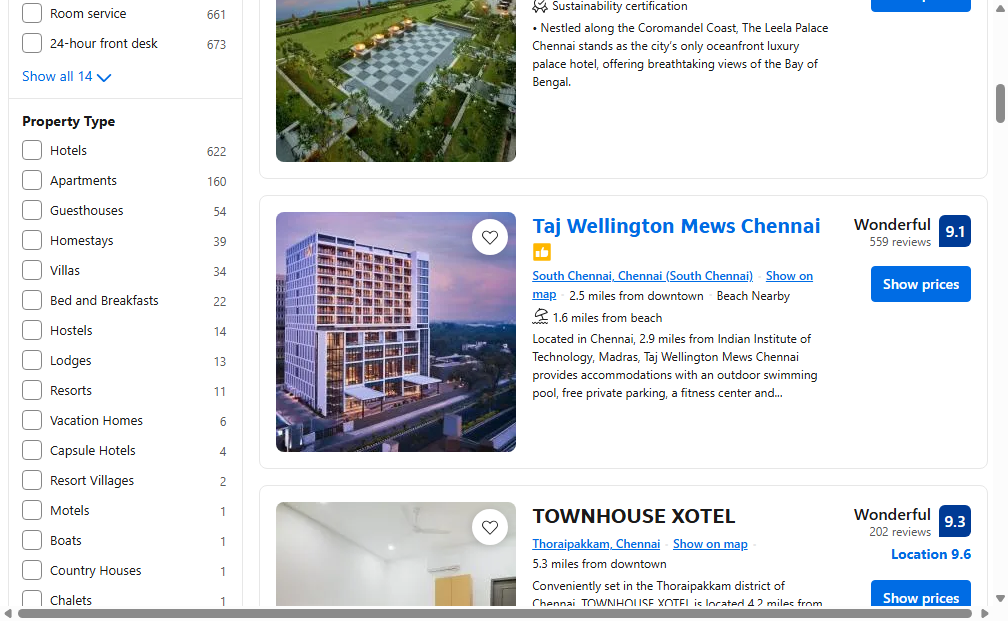 Room service 661
24-hour front desk 673
Show all 14
Property Type
Hotels 622
Apartments 160
Guesthouses 54
Homestays 39
Villas 34
Bed and Breakfasts 22
Hostels 14
Lodges 13
Resorts 11
Vacation Homes 6
Capsule Hotels 4
Resort Villages 2
Motels 1
Boats 1
Country Houses 1
Chalets 1
Sustainability certification
• Nestled along the Coromandel Coast, The Leela Palace
Chennai stands as the city's only oceanfront luxury
palace hotel, offering breathtaking views of the Bay of
Bengal.
Taj Wellington Mews Chennai
South Chennai, Chennai (South Chennai) · Show on
map · 2.5 miles from downtown · Beach Nearby
1.6 miles from beach
Located in Chennai, 2.9 miles from Indian Institute of
Technology, Madras, Taj Wellington Mews Chennai
provides accommodations with an outdoor swimming
pool, free private parking, a fitness center and...
Wonderful 9.1
559 reviews
Show prices
TOWNHOUSE XOTEL
Thoraipakkam, Chennai · Show on map ·
5.3 miles from downtown
Conveniently set in the Thoraipakkam district of
Chennai, TOWNHOUSE XOTEL is located 4.2 miles from
Wonderful 9.3
202 reviews
Location 9.6
Show prices